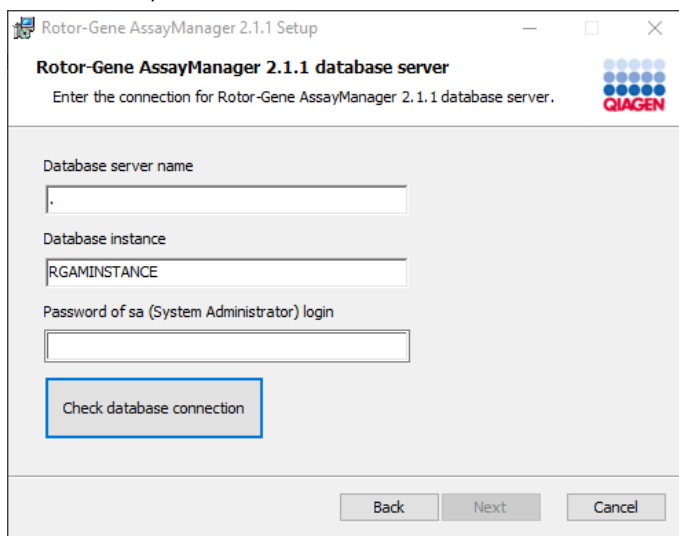 Rotor-Gene AssayManager 2.1.1 Setup
Rotor-Gene AssayManager 2.1.1 database server
Enter the connection for Rotor-Gene AssayManager 2.1.1 database server.
QIAGEN
Database server name
.
Database instance
RGAMINSTANCE
Password of sa (System Administrator) login
Check database connection
Back Next Cancel